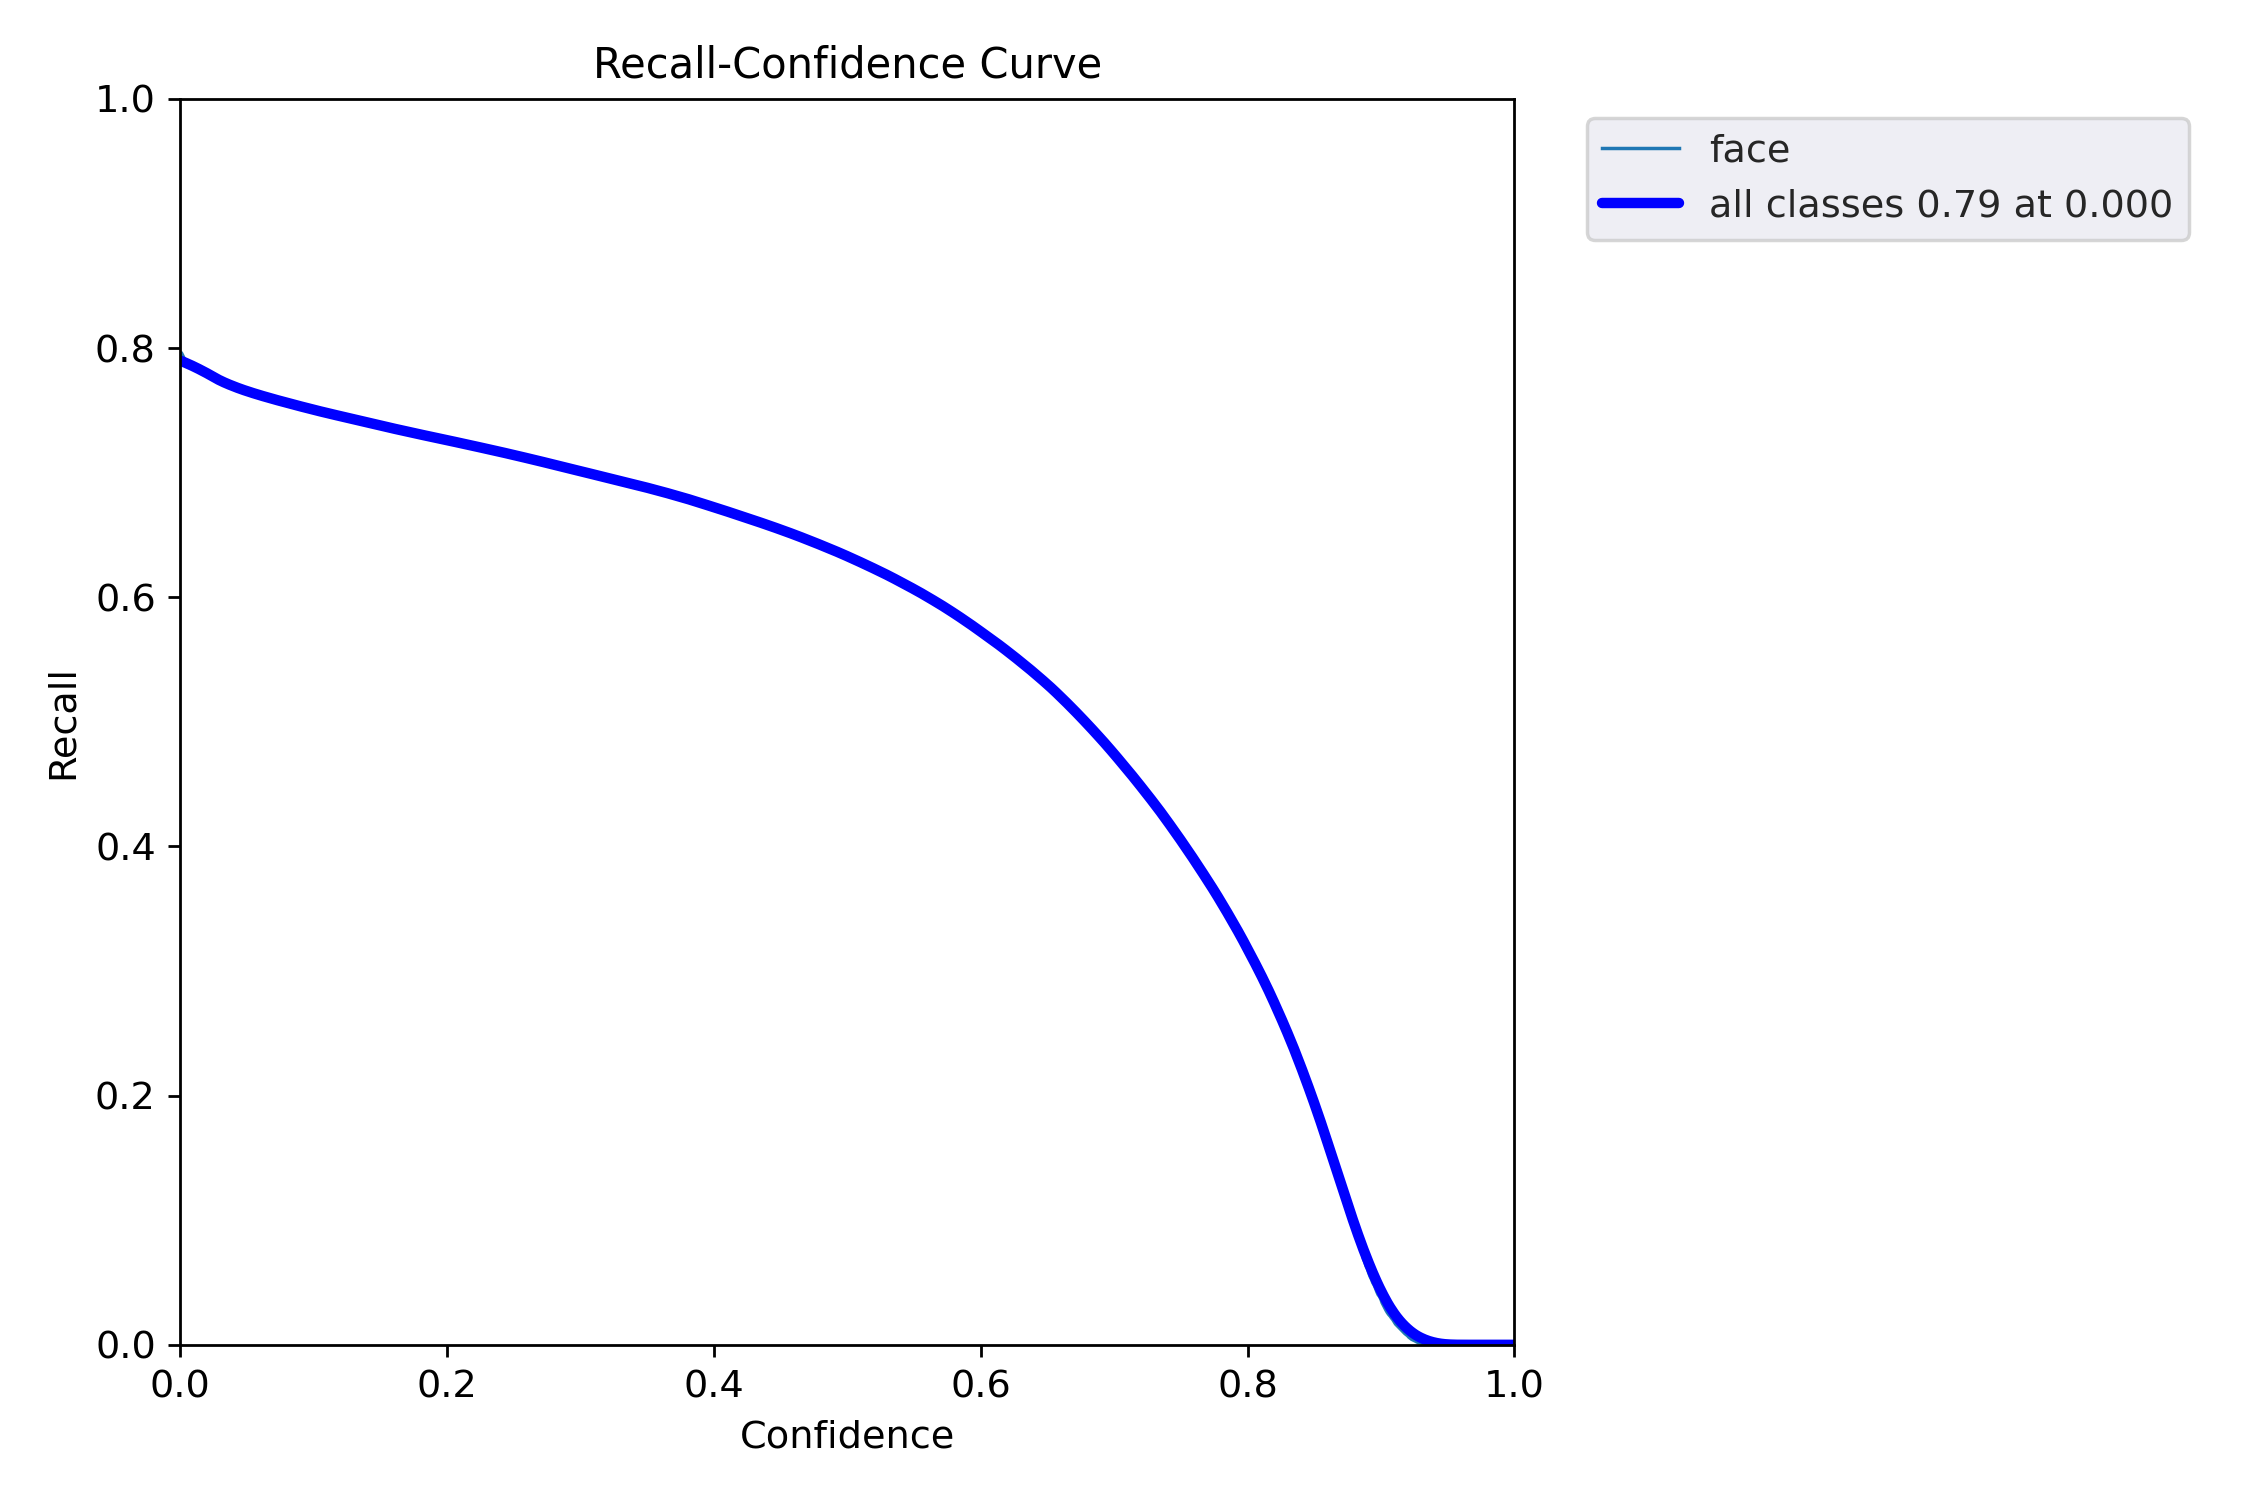 Recall-Confidence Curve
1.0
0.8
0.6
0.4
0.2
0.0
Recall
0.0 0.2 0.4 0.6 0.8 1.0
Confidence
face
all classes 0.79 at 0.000